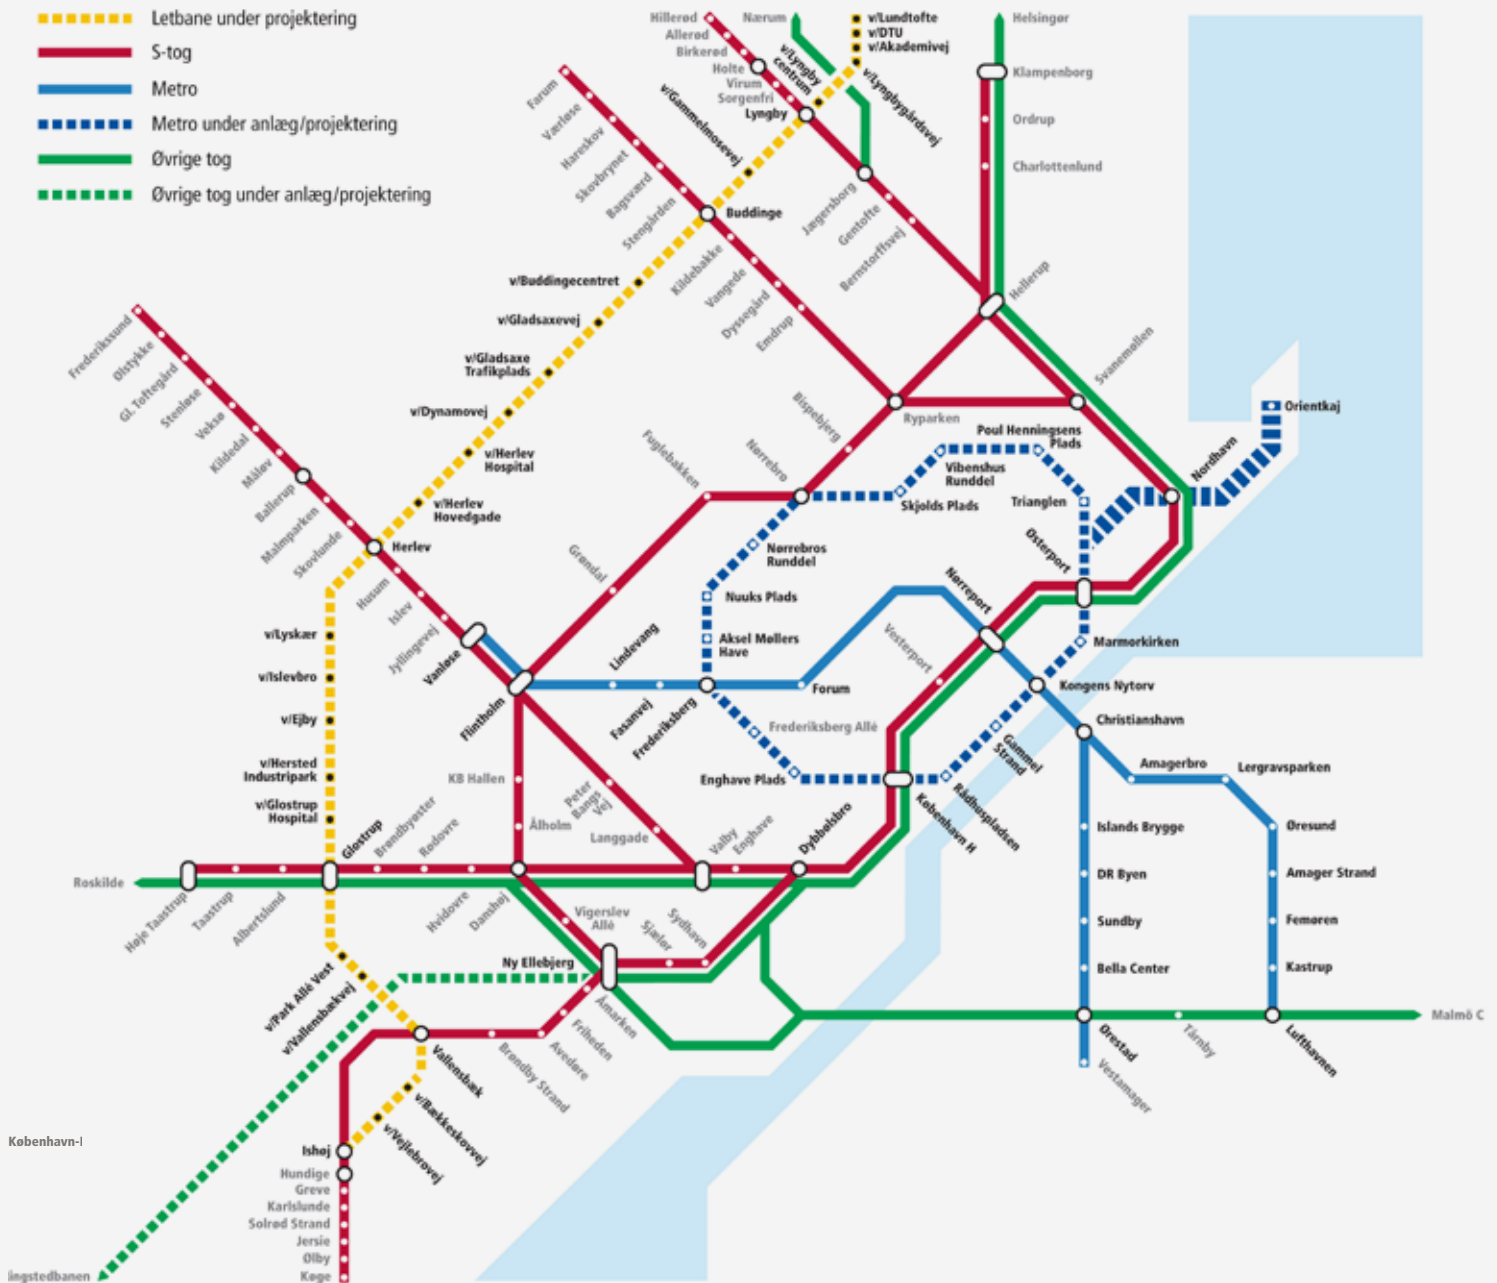 Letbane under projektering
S-tog
Metro
Metro under anlæg/projektering
Øvrige tog
Øvrige tog under anlæg/projektering
Hillerød
Allerød
Birkerød
Holte
Virum
Sorgenfri
Lyngby
Nærum
v/Lyngby
centrum
v/Lundtofte
v/DTU
v/Akademivej
v/Lyngbygårdsvej
Helsingør
Klampenborg
Ordrup
Charlottenlund
Farum
Værløse
Hareskov
Skovbrynet
Bagsværd
Stengården
v/Gammelmosevej
Buddinge
Jægersborg
Gentofte
Bernstorffsvej
Hellerup
Kildebakke
Vangede
Dyssegård
Emdrup
v/Buddingecentret
v/Gladsaxevej
v/Gladsaxe
Trafikplads
v/Dynamovej
v/Herlev
Hospital
v/Herlev
Hovedgade
Frederikssund
Ølstykke
Gl. Toftegård
Stenløse
Veksø
Kildedal
Måløv
Ballerup
Malmparken
Skovlunde
Herlev
Husum
Islev
Jyllingevej
Vanløse
Flintholm
Svanemøllen
Ryparken
Bispebjerg
Nørrebro
Fuglebakken
Grøndal
Poul Henningsens
Plads
Vibenshus
Runddel
Skjolds Plads
Trianglen
Nordhavn
Orientkaj
Østerport
Nørrebros
Runddel
Nuuks Plads
Aksel Møllers
Have
Nørreport
Vesterport
Marmorkirken
Kongens Nytorv
Christianshavn
Lindevang
Fasanvej
Frederiksberg
Forum
Frederiksberg Allé
Enghave Plads
Gammel
Strand
Rådhuspladsen
København H
Amagerbro
Lergravsparken
Øresund
Amager Strand
Femøren
Kastrup
Islands Brygge
DR Byen
Sundby
Bella Center
v/Lyskær
v/Islevbro
v/Ejby
v/Hersted
Industripark
v/Glostrup
Hospital
KB Hallen
Ålholm
Peter
Bangs
Vej
Langgade
Valby
Enghave
Dybbølsbro
Glostrup
Brøndbyøster
Rødovre
Roskilde
Høje Taastrup
Taastrup
Albertslund
Hvidovre
Danshøj
Vigerslev
Allé
Sjælør
Sydhavn
Ny Ellebjerg
Åmarken
Friheden
Avedøre
Brøndby Strand
v/Park Allé Vest
v/Vallensbækvej
Vallensbæk
v/Bækkeskovvej
v/Vejlebrovej
Ørestad
Vestamager
Tårnby
Lufthavnen
Malmö C
København-
Ishøj
Hundige
Greve
Karlslunde
Solrød Strand
Jersie
Ølby
Køge
ingstedbanen